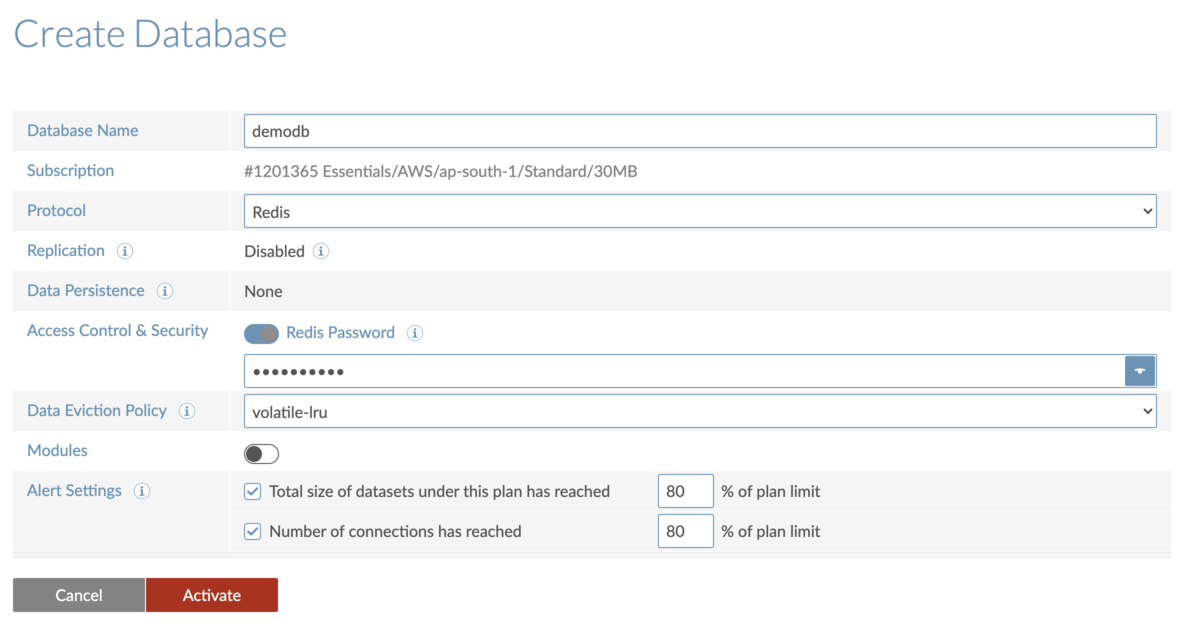 Create Database
Database Name demodb
Subscription #1201365 Essentials/AWS/ap-south-1/Standard/30MB
Protocol Redis
Replication i Disabled i
Data Persistence i None
Access Control & Security Redis Password i
••••••••••
Data Eviction Policy i volatile-lru
Modules
Alert Settings i Total size of datasets under this plan has reached 80 % of plan limit
Number of connections has reached 80 % of plan limit
Cancel Activate